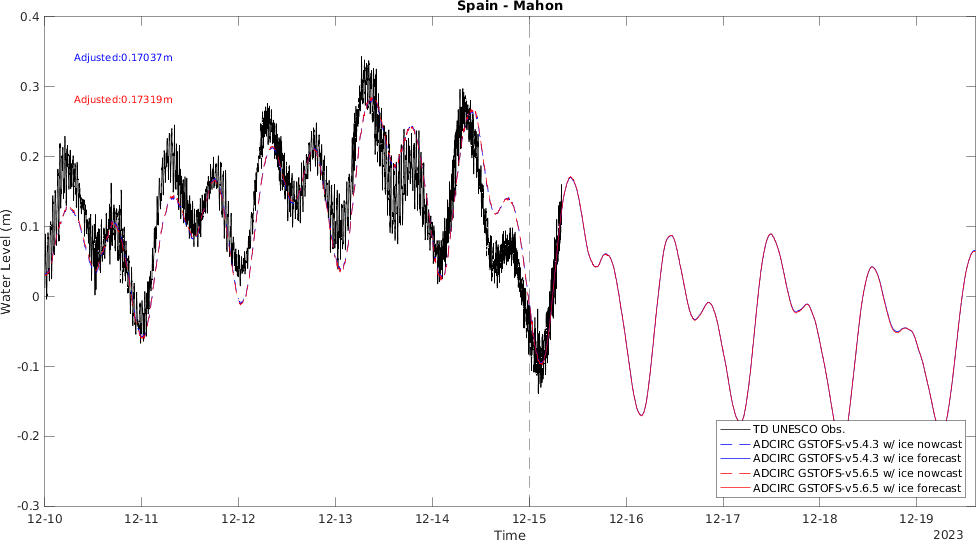 Spain - Mahon
0.4
0.3
0.2
0.1
0
-0.1
-0.2
-0.3
Water Level (m)
Adjusted:0.17037m
Adjusted:0.17319m
TD UNESCO Obs.
ADCIRC GSTOFS-v5.4.3 w/ ice nowcast
ADCIRC GSTOFS-v5.4.3 w/ ice forecast
ADCIRC GSTOFS-v5.6.5 w/ ice nowcast
ADCIRC GSTOFS-v5.6.5 w/ ice forecast
12-10 12-11 12-12 12-13 12-14 12-15 12-16 12-17 12-18 12-19
Time
2023